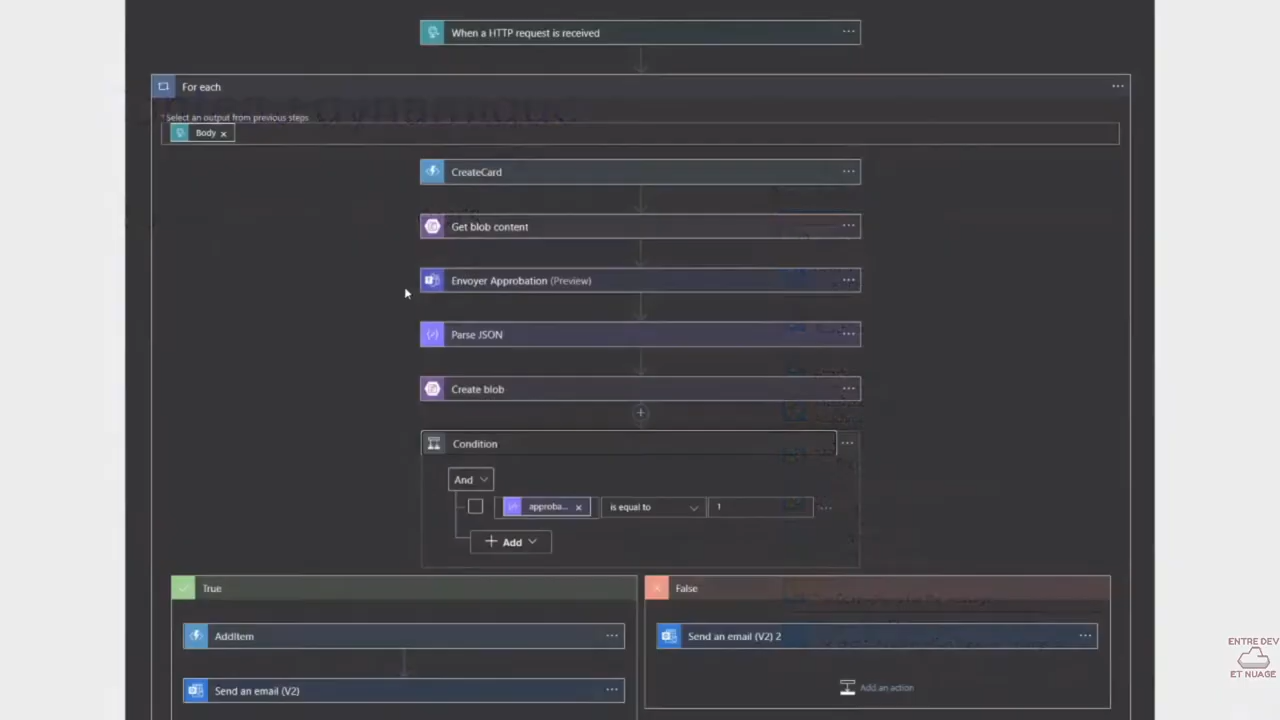 When a HTTP request is received
For each
* Select an output from previous steps
Body ×
CreateCard
Get blob content
Envoyer Approbation (Preview)
Parse JSON
Create blob
Condition
And
approba... × is equal to 1
+ Add
True
False
AddItem
Send an email (V2) 2
Send an email (V2)
Add an action
ENTRE DEV
ET NUAGE